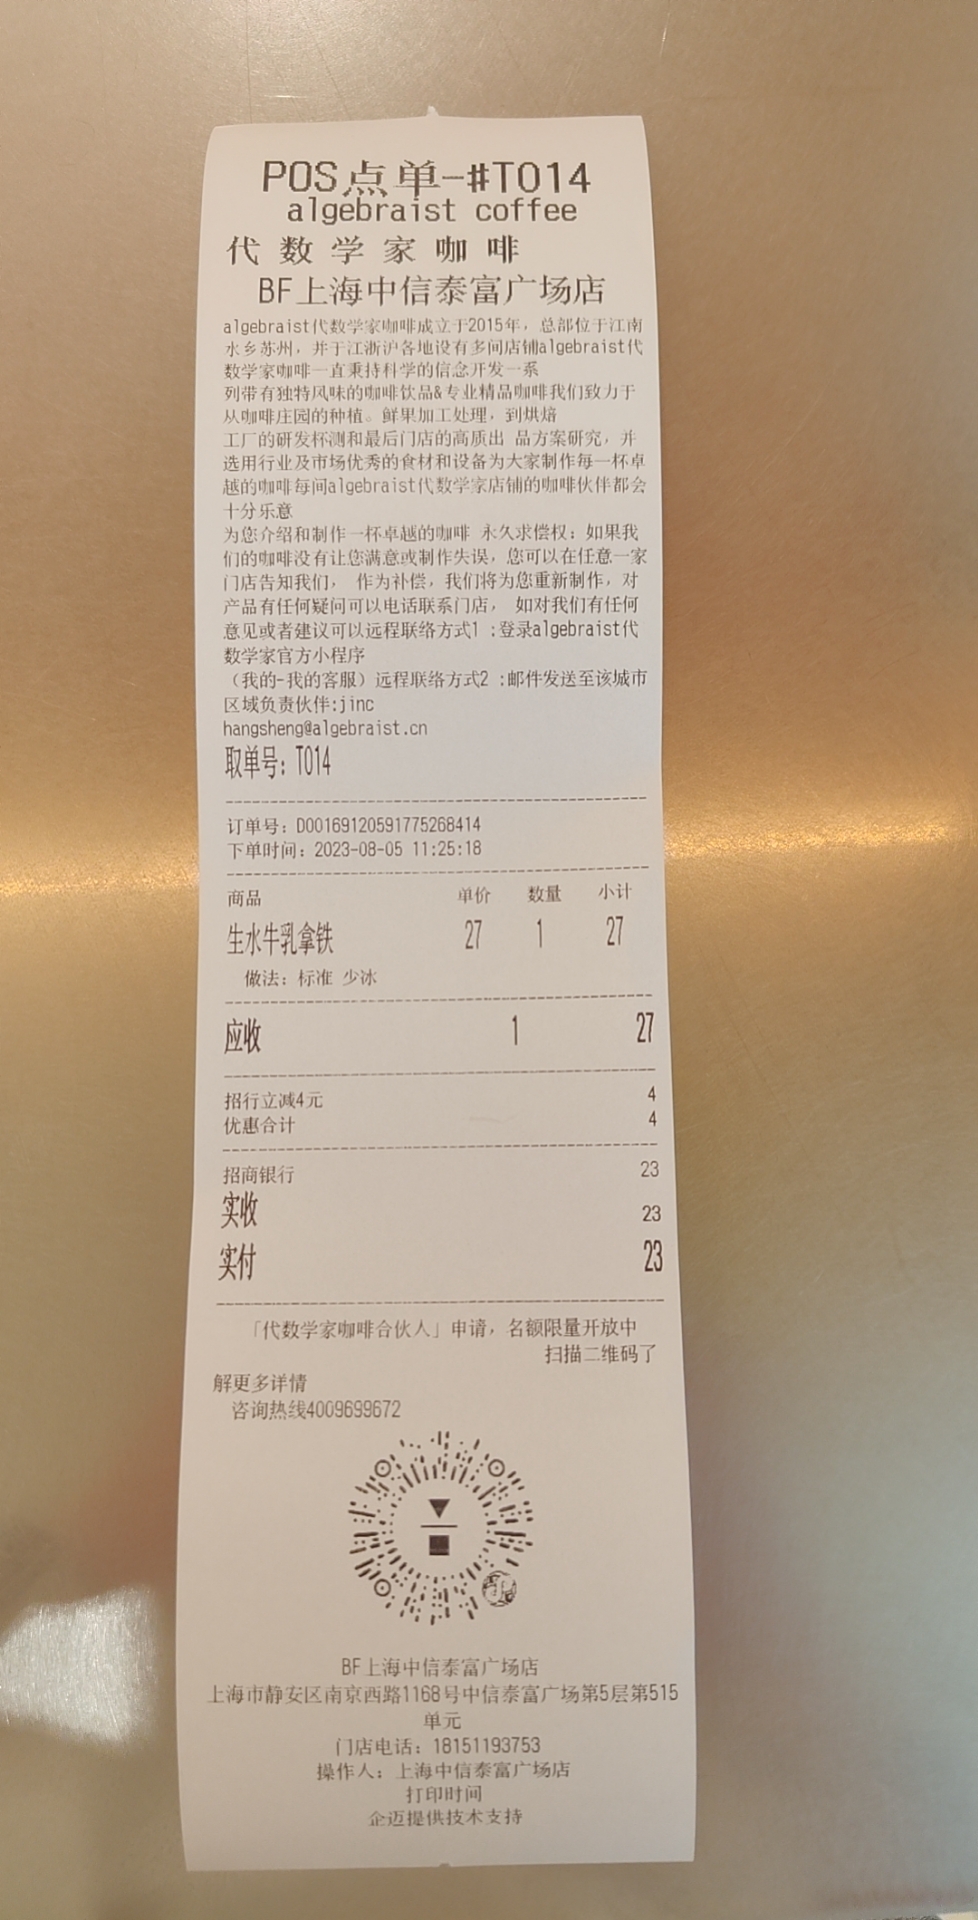 POS点单-#T014
algebraist coffee
代数学家咖啡
BF上海中信泰富广场店
algebraist代数学家咖啡成立于2015年，总部位于江南
水乡苏州，并于江浙沪各地设有多间店铺algebraist代
数学家咖啡一直秉持科学的信念开发一系
列带有独特风味的咖啡饮品&专业精品咖啡我们致力于
从咖啡庄园的种植。鲜果加工处理，到烘焙
工厂的研发杯测和最后门店的高质出 品方案研究，并
选用行业及市场优秀的食材和设备为大家制作每一杯卓
越的咖啡每间algebraist代数学家店铺的咖啡伙伴都会
十分乐意
为您介绍和制作一杯卓越的咖啡 永久求偿权：如果我
们的咖啡没有让您满意或制作失误，您可以在任意一家
门店告知我们， 作为补偿，我们将为您重新制作，对
产品有任何疑问可以电话联系门店， 如对我们有任何
意见或者建议可以远程联络方式1 :登录algebraist代
数学家官方小程序
（我的-我的客服）远程联络方式2 :邮件发送至该城市
区域负责伙伴:jinc
hangsheng@algebraist.cn
取单号：T014
订单号：D00169120591775268414
下单时间：2023-08-05 11:25:18
商品 单价 数量 小计
生水牛乳拿铁 27 1 27
做法：标准 少冰
应收 1 27
招行立减4元 4
优惠合计 4
招商银行 23
实收 23
实付 23
「代数学家咖啡合伙人」申请，名额限量开放中
扫描二维码了
解更多详情
咨询热线4009699672
BF上海中信泰富广场店
上海市静安区南京西路1168号中信泰富广场第5层第515
单元
门店电话：18151193753
操作人：上海中信泰富广场店
打印时间
企迈提供技术支持